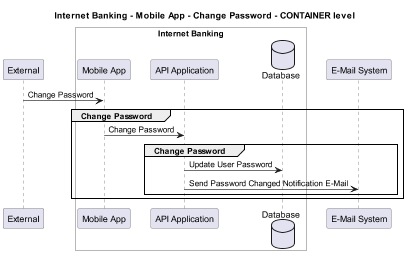 Internet Banking - Mobile App - Change Password - CONTAINER level
Internet Banking
External
Mobile App
API Application
Database
E-Mail System
Change Password
Change Password
Change Password
Change Password
Update User Password
Send Password Changed Notification E-Mail
External
Mobile App
API Application
Database
E-Mail System